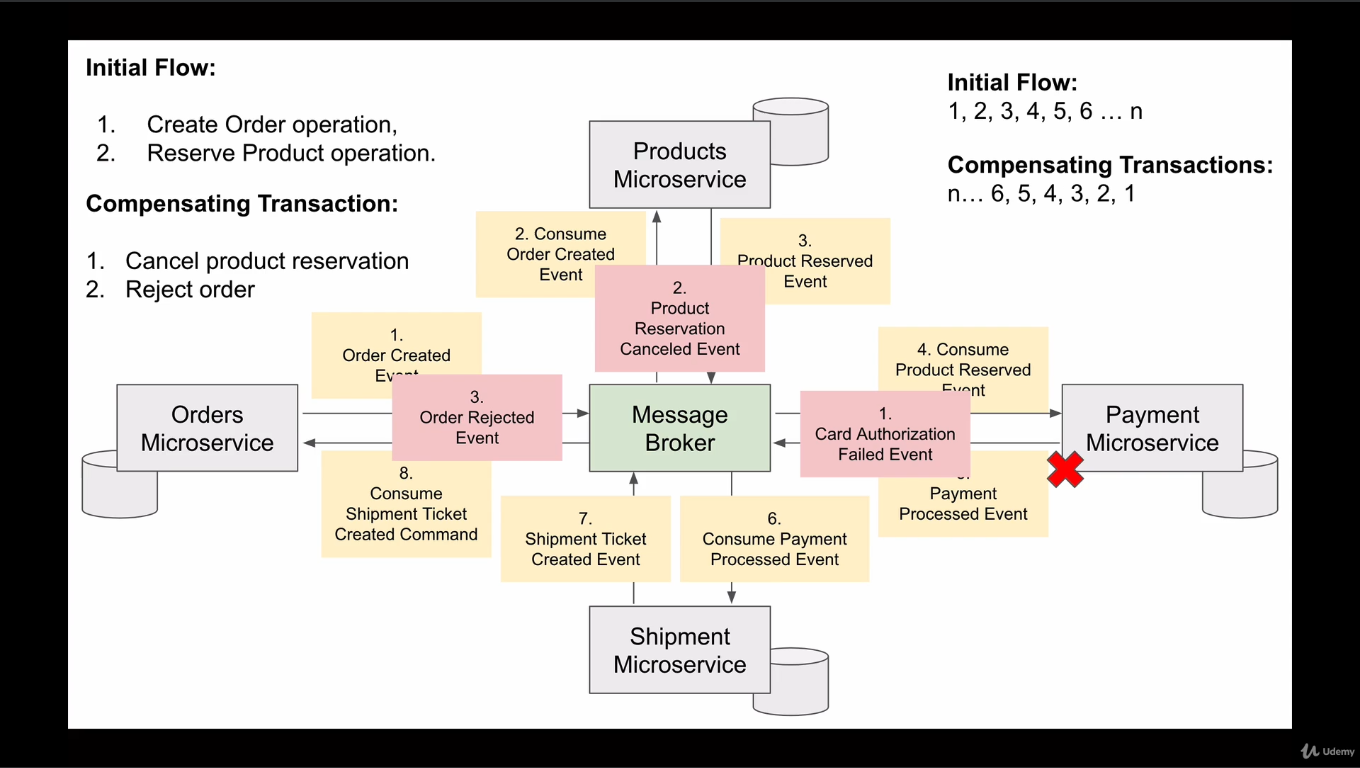 Initial Flow:
1. Create Order operation,
2. Reserve Product operation.
Compensating Transaction:
1. Cancel product reservation
2. Reject order
Initial Flow:
1, 2, 3, 4, 5, 6 … n
Compensating Transactions:
n… 6, 5, 4, 3, 2, 1
Products
Microservice
2. Consume
Order Created
Event
3.
Product Reserved
Event
2.
Product
Reservation
Canceled Event
1.
Order Created
Event
4. Consume
Product Reserved
Event
Orders
Microservice
3.
Order Rejected
Event
Message
Broker
1.
Card Authorization
Failed Event
Payment
Microservice
8.
Consume
Shipment Ticket
Created Command
Payment
Processed Event
7.
Shipment Ticket
Created Event
6.
Consume Payment
Processed Event
Shipment
Microservice
Udemy